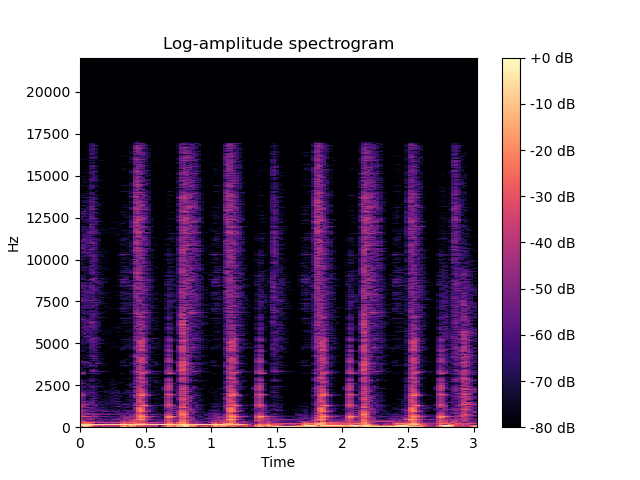 Log-amplitude spectrogram
+0 dB
20000
-10 dB
17500
-20 dB
15000
-30 dB
12500
Hz
10000
-40 dB
7500
-50 dB
5000
-60 dB
2500
-70 dB
0
-80 dB
0 0.5 1 1.5 2 2.5 3
Time